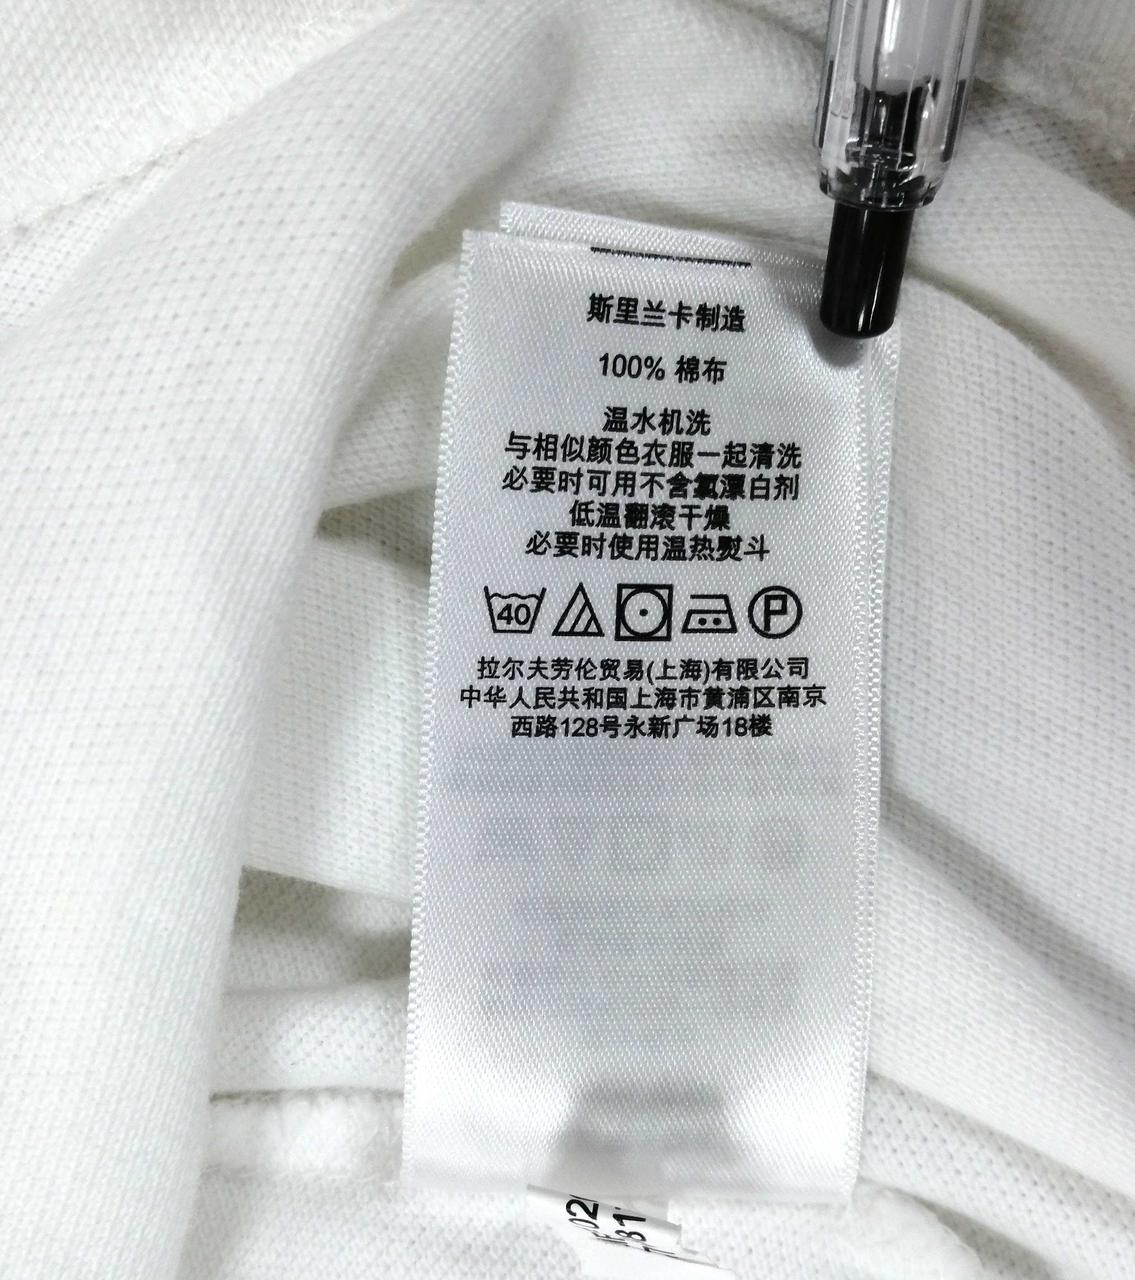 斯里兰卡制造
100% 棉布
温水机洗
与相似颜色衣服一起清洗
必要时可用不含氯漂白剂
低温翻滚干燥
必要时使用温热熨斗
40
P
拉尔夫劳伦贸易(上海)有限公司
中华人民共和国上海市黄浦区南京
西路128号永新广场18楼